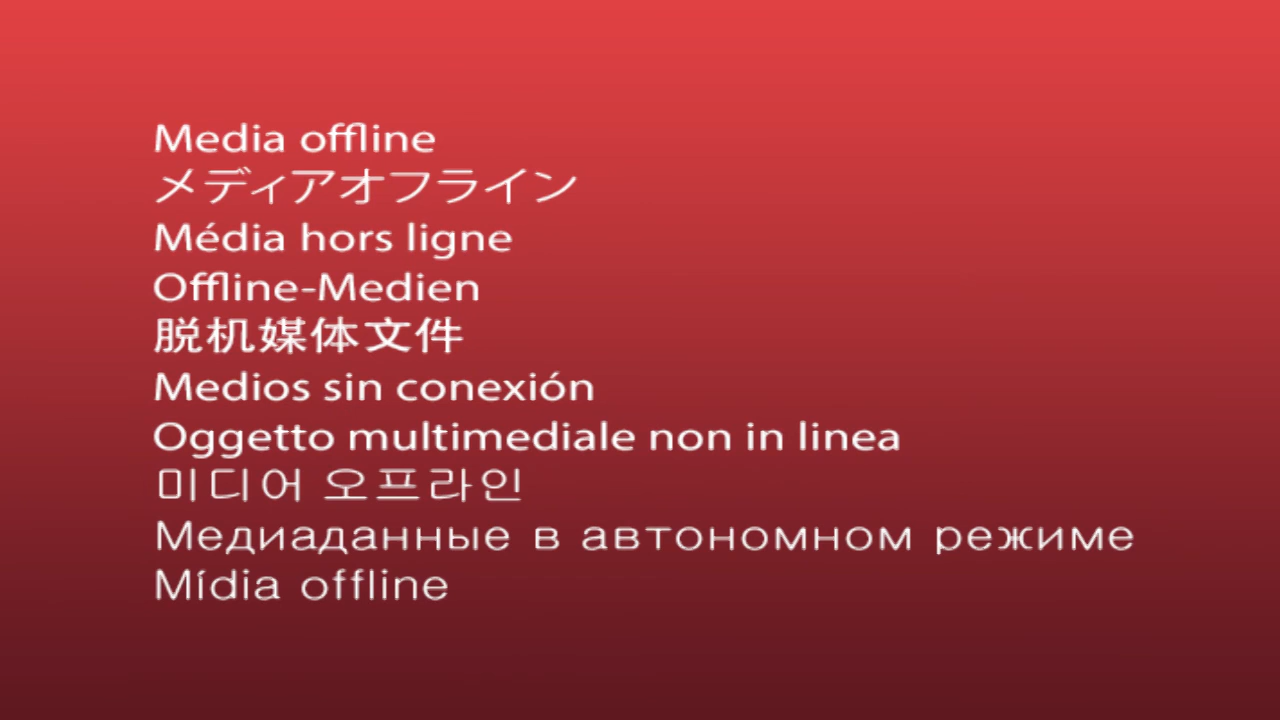 Media offline
メディアオフライン
Média hors ligne
Offline-Medien
脱机媒体文件
Medios sin conexión
Oggetto multimediale non in linea
미디어 오프라인
Медиаданные в автономном режиме
Mídia offline